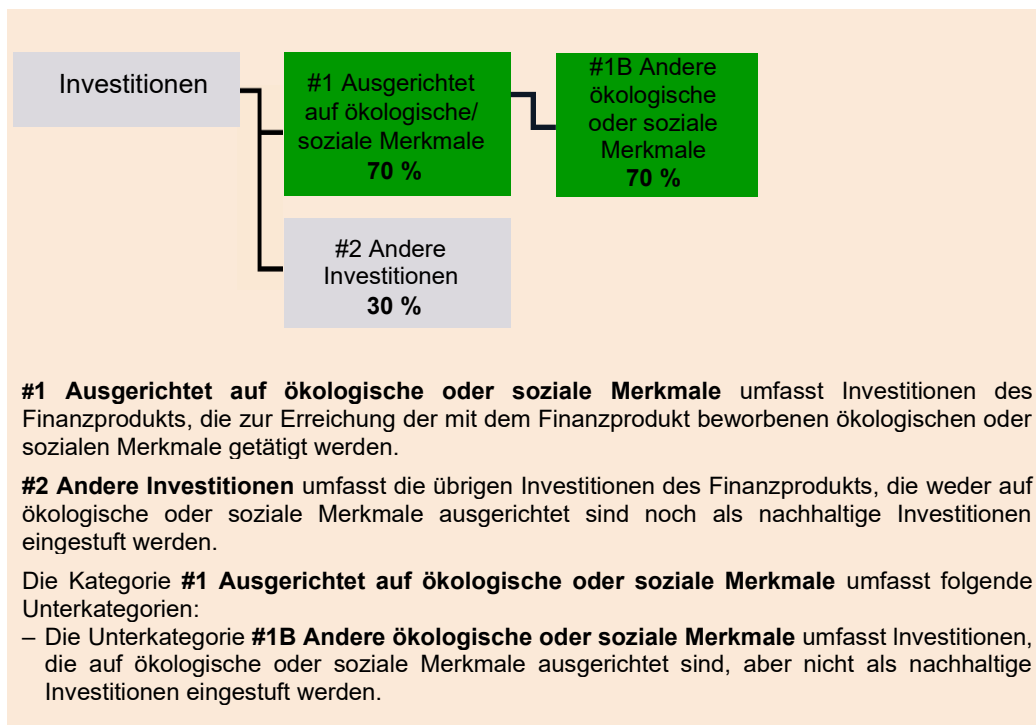 Investitionen
#1 Ausgerichtet
auf ökologische/
soziale Merkmale
70 %
#1B Andere
ökologische
oder soziale
Merkmale
70 %
#2 Andere
Investitionen
30 %
#1 Ausgerichtet auf ökologische oder soziale Merkmale umfasst Investitionen des
Finanzprodukts, die zur Erreichung der mit dem Finanzprodukt beworbenen ökologischen oder
sozialen Merkmale getätigt werden.
#2 Andere Investitionen umfasst die übrigen Investitionen des Finanzprodukts, die weder auf
ökologische oder soziale Merkmale ausgerichtet sind noch als nachhaltige Investitionen
eingestuft werden.
Die Kategorie #1 Ausgerichtet auf ökologische oder soziale Merkmale umfasst folgende
Unterkategorien:
– Die Unterkategorie #1B Andere ökologische oder soziale Merkmale umfasst Investitionen,
die auf ökologische oder soziale Merkmale ausgerichtet sind, aber nicht als nachhaltige
Investitionen eingestuft werden.